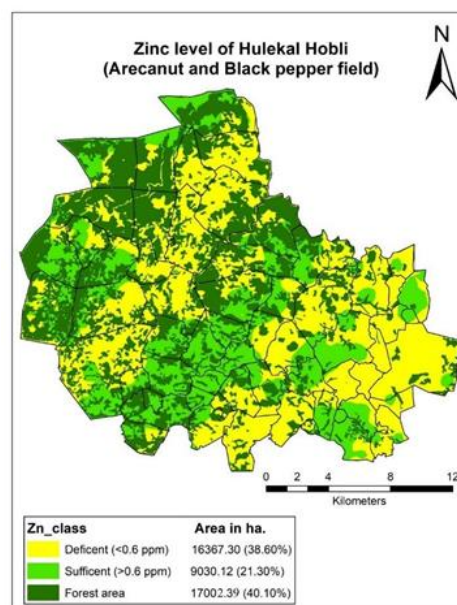 N
Zinc level of Hulekal Hobli
(Arecanut and Black pepper field)
0 2 4 8 12
Kilometers
Zn_class Area in ha.
Deficent (<0.6 ppm) 16367.30 (38.60%)
Sufficent (>0.6 ppm) 9030.12 (21.30%)
Forest area 17002.39 (40.10%)